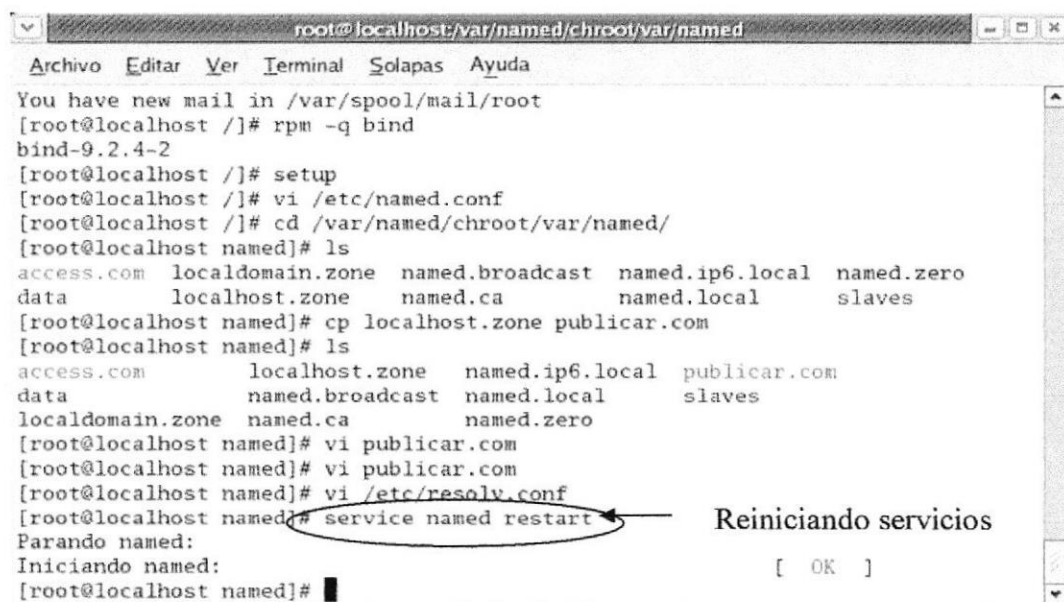 root@localhost:/var/named/chroot/var/named
Archivo Editar Ver Terminal Solapas Ayuda
You have new mail in /var/spool/mail/root
[root@localhost /]# rpm -q bind
bind-9.2.4-2
[root@localhost /]# setup
[root@localhost /]# vi /etc/named.conf
[root@localhost /]# cd /var/named/chroot/var/named/
[root@localhost named]# ls
access.com localdomain.zone named.broadcast named.ip6.local named.zero
data localhost.zone named.ca named.local slaves
[root@localhost named]# cp localhost.zone publicar.com
[root@localhost named]# ls
access.com localhost.zone named.ip6.local publicar.com
data named.broadcast named.local slaves
localdomain.zone named.ca named.zero
[root@localhost named]# vi publicar.com
[root@localhost named]# vi publicar.com
[root@localhost named]# vi /etc/resolv.conf
[root@localhost named]# service named restart
Reiniciando servicios
Parando named:
Iniciando named: [ OK ]
[root@localhost named]#